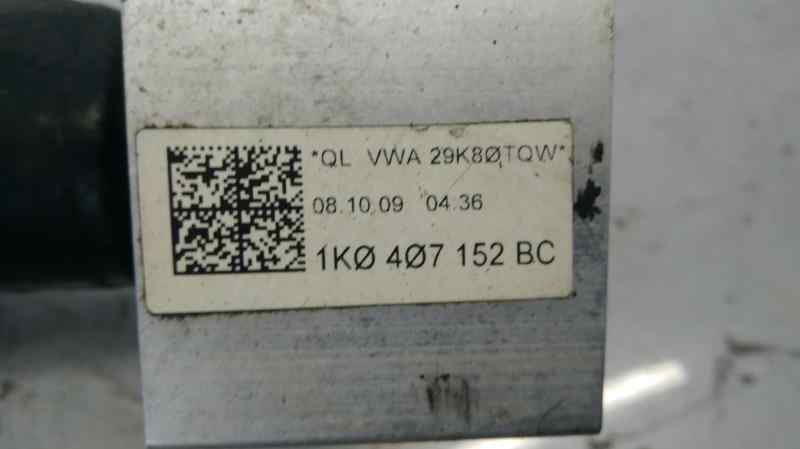 *QL VWA 29K8ØTQW*
08.10.09 04.36
1KØ 4Ø7 152 BC